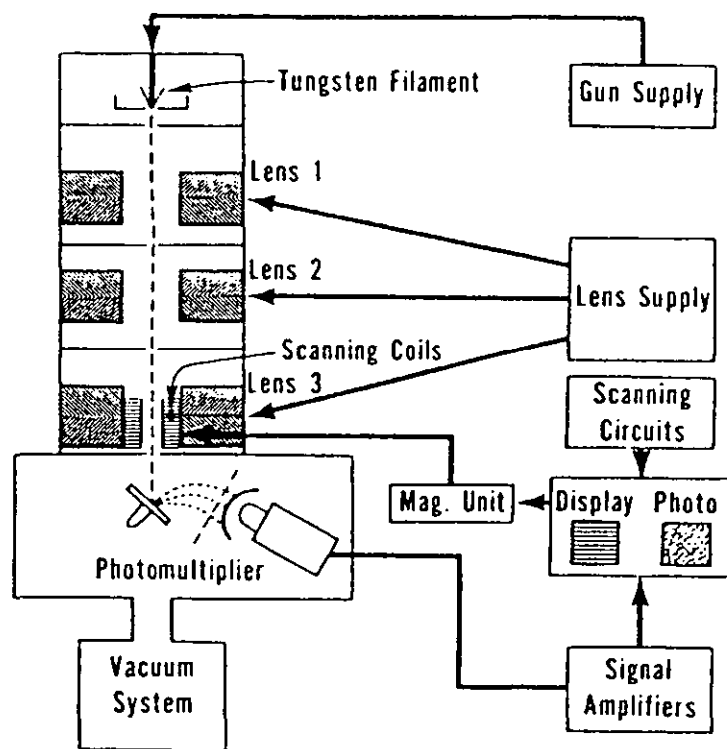 Tungsten Filament
Gun Supply
Lens 1
Lens 2
Lens Supply
Scanning Coils
Lens 3
Scanning
Circuits
Mag. Unit
Display Photo
Photomultiplier
Vacuum
System
Signal
Amplifiers